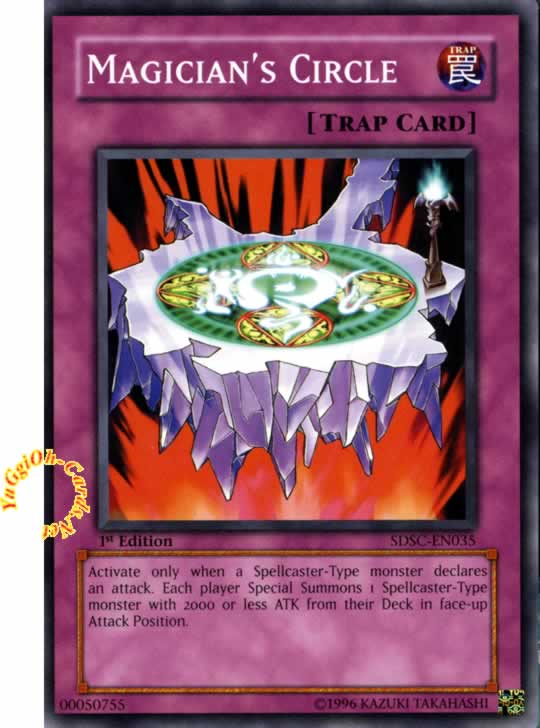 MAGICIAN'S CIRCLE
TRAP
罠
[TRAP CARD]
YuGgiOh-Cards.Net
1st Edition
SDSC-EN035
Activate only when a Spellcaster-Type monster declares
an attack. Each player Special Summons 1 Spellcaster-Type
monster with 2000 or less ATK from their Deck in face-up
Attack Position.
00050755
©1996 KAZUKI TAKAHASHI